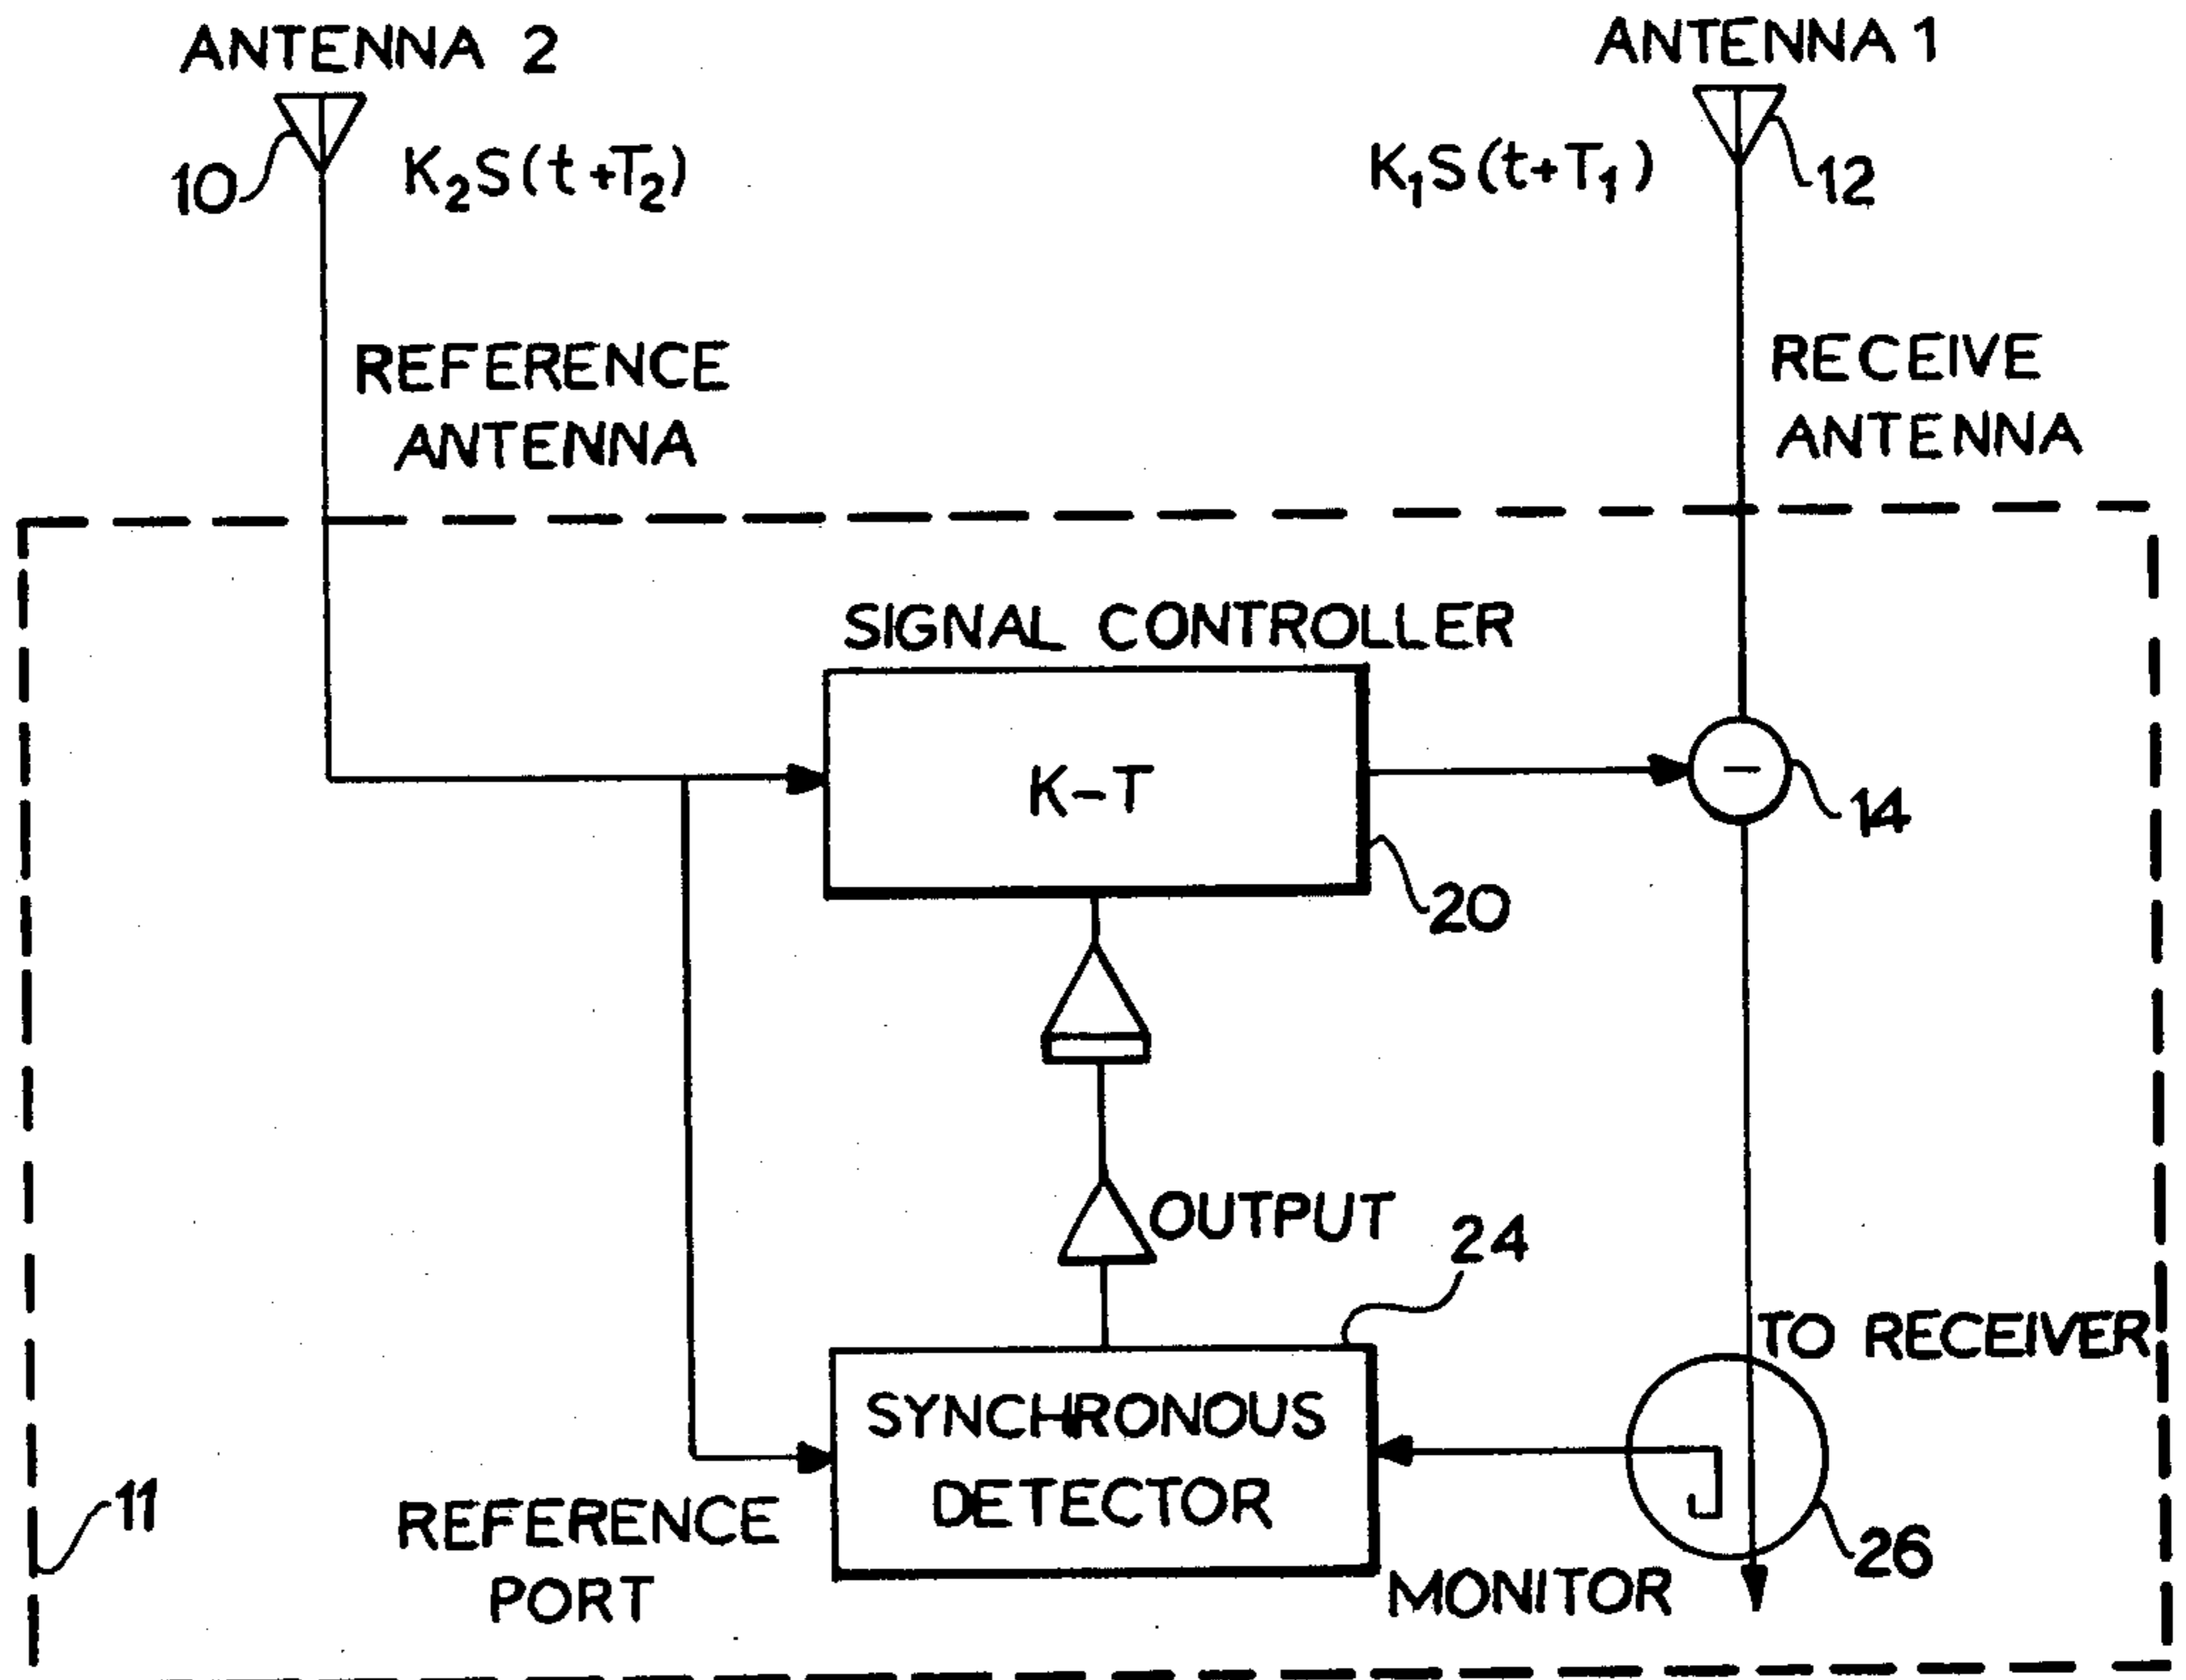 ANTENNA 2
ANTENNA 1
10
K₂S(t+T₂)
K₁S(t+T₁)
12
REFERENCE
ANTENNA
RECEIVE
ANTENNA
SIGNAL CONTROLLER
K-T
14
20
OUTPUT
24
TO RECEIVER
SYNCHRONOUS
DETECTOR
11
REFERENCE
PORT
MONITOR
26